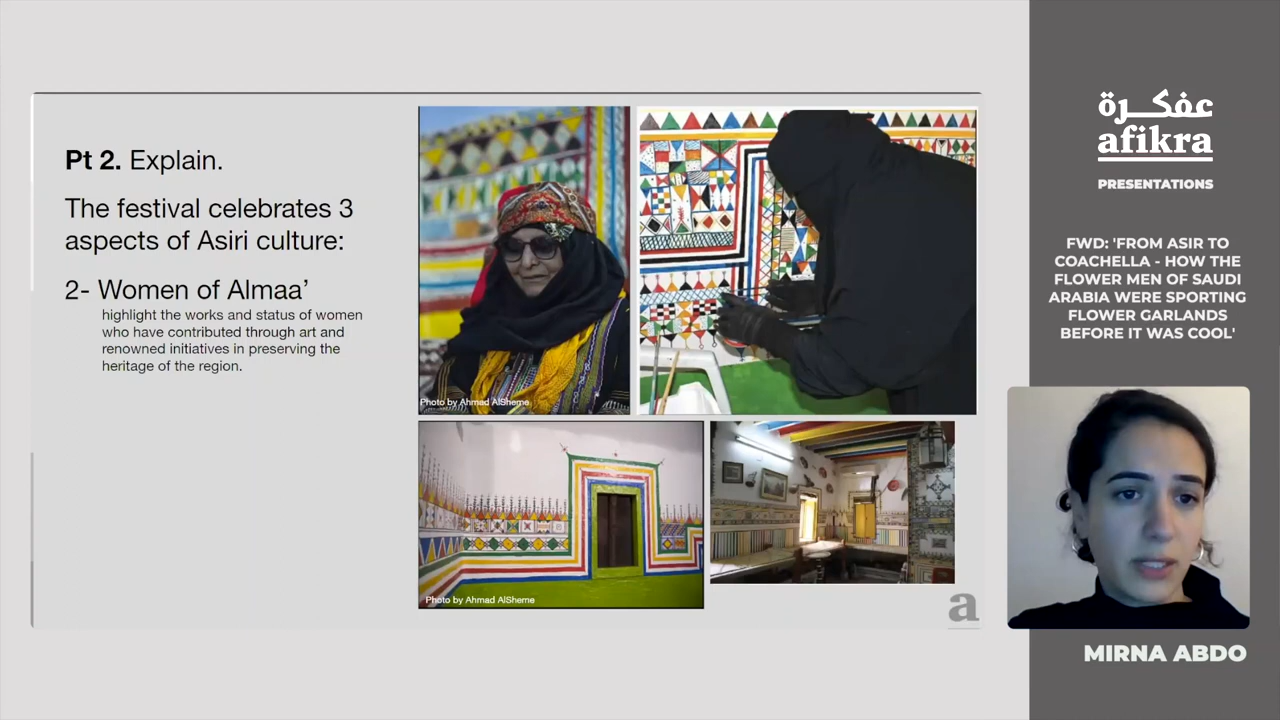 Pt 2. Explain.
The festival celebrates 3
aspects of Asiri culture:
2- Women of Almaa’
highlight the works and status of women
who have contributed through art and
renowned initiatives in preserving the
heritage of the region.
Photo by Ahmad AlSheme
Photo by Ahmad AlSheme
a
عفكرة
afikra
PRESENTATIONS
FWD: 'FROM ASIR TO
COACHELLA - HOW THE
FLOWER MEN OF SAUDI
ARABIA WERE SPORTING
FLOWER GARLANDS
BEFORE IT WAS COOL'
MIRNA ABDO